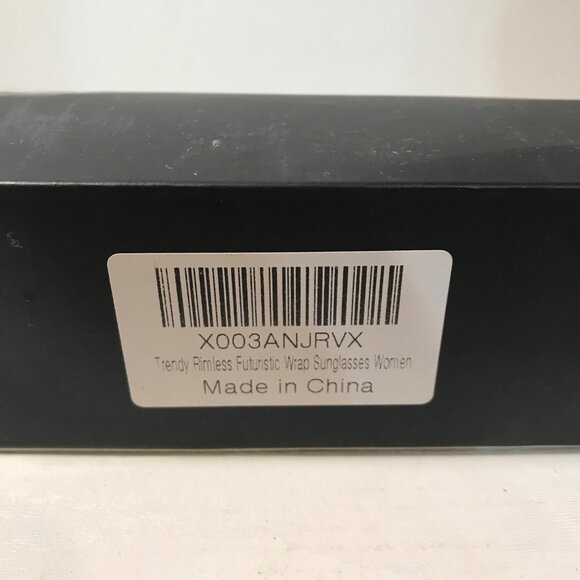 X003ANJRVX
Trendy Rimless Futuristic Wrap Sunglasses Women
Made in China